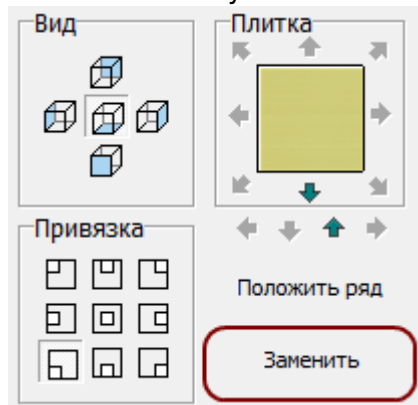 Вид
Плитка
Привязка
Положить ряд
Заменить